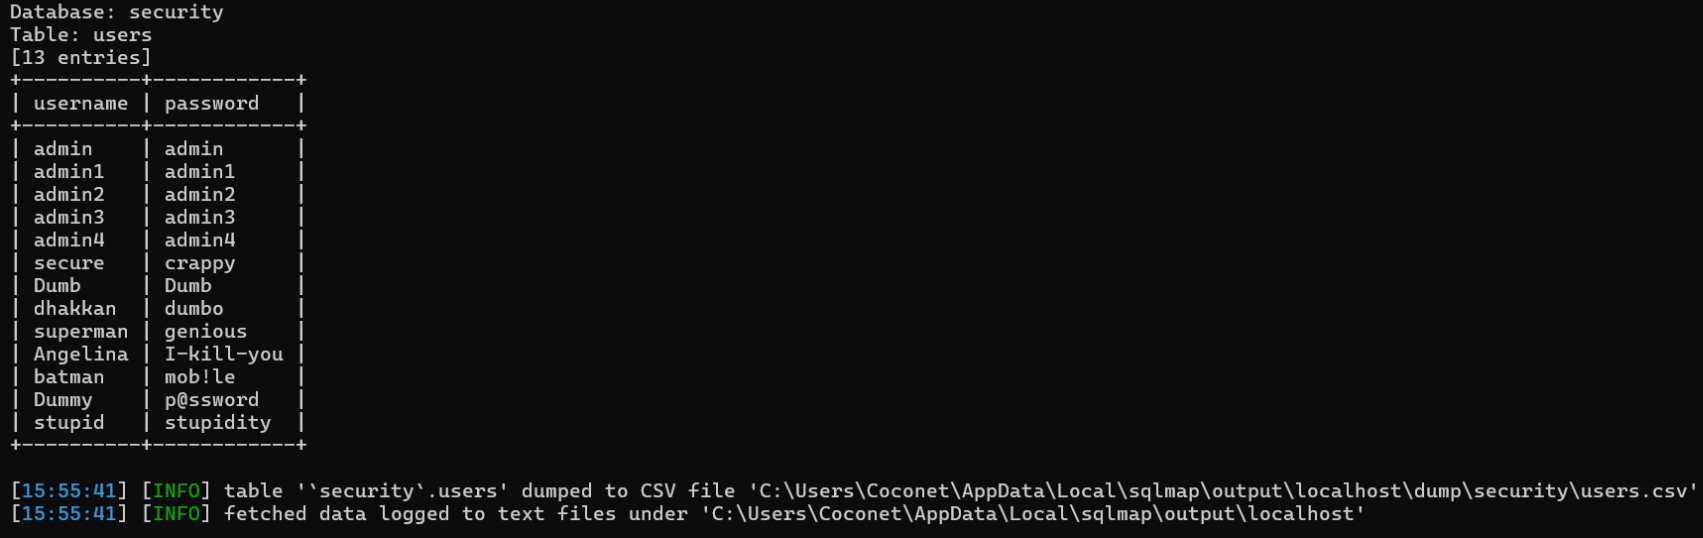 Database: security
Table: users
[13 entries]
+----------+------------+
| username | password   |
+----------+------------+
| admin    | admin      |
| admin1   | admin1     |
| admin2   | admin2     |
| admin3   | admin3     |
| admin4   | admin4     |
| secure   | crappy     |
| Dumb     | Dumb       |
| dhakkan  | dumbo      |
| superman | genious    |
| Angelina | I-kill-you |
| batman   | mob!le     |
| Dummy    | p@ssword   |
| stupid   | stupidity  |
+----------+------------+
[15:55:41] [INFO] table '`security`.users' dumped to CSV file 'C:\Users\Coconet\AppData\Local\sqlmap\output\localhost\dump\security\users.csv'
[15:55:41] [INFO] fetched data logged to text files under 'C:\Users\Coconet\AppData\Local\sqlmap\output\localhost'